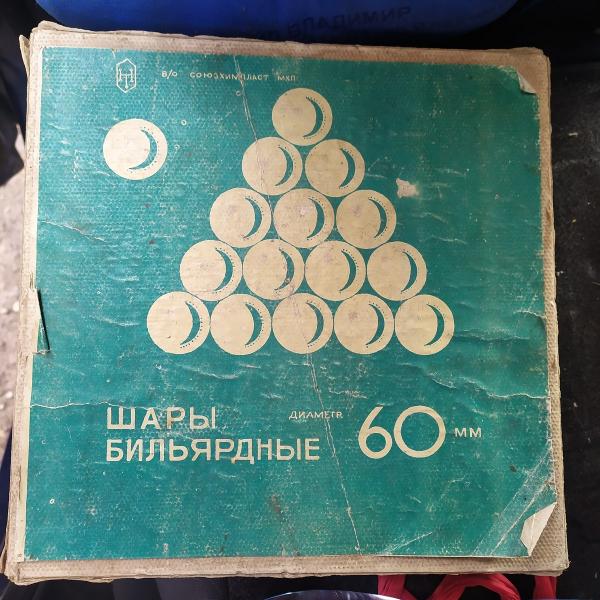 В/О СОЮЗХИМПЛАСТ МХП
ШАРЫ
БИЛЬЯРДНЫЕ
ДИАМЕТР 60 ММ